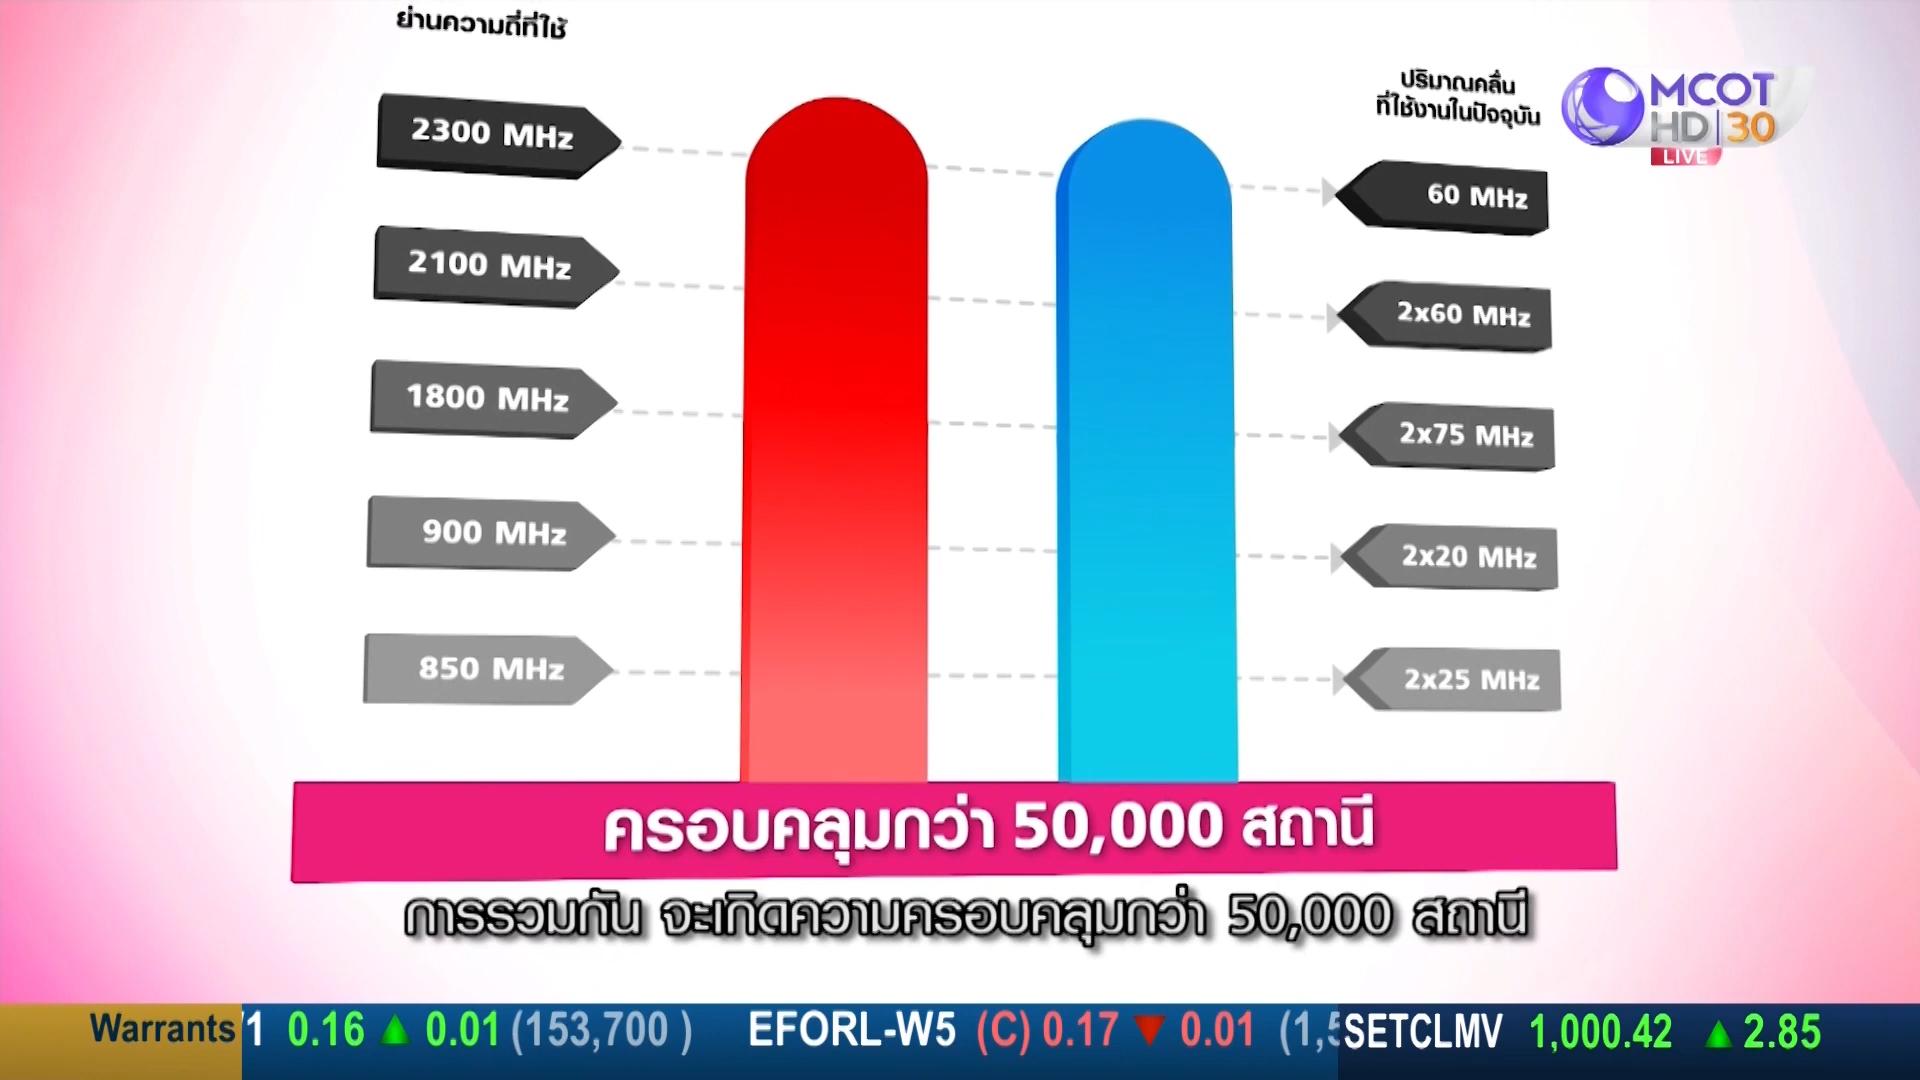 ย่านความถี่ที่ใช้
ปริมาณคลื่น
ที่ใช้งานในปัจจุบัน
MCOT
HD 30
LIVE
2300 MHz
60 MHz
2100 MHz
2x60 MHz
1800 MHz
2x75 MHz
900 MHz
2x20 MHz
850 MHz
2x25 MHz
ครอบคลุมกว่า 50,000 สถานี
การรวมกัน จะเกิดความครอบคลุมกว่า 50,000 สถานี
Warrants /1 0.16 ▲ 0.01 (153,700 ) EFORL-W5 (C) 0.17 ▼ 0.01 (1,5 SETCLMV 1,000.42 ▲ 2.85